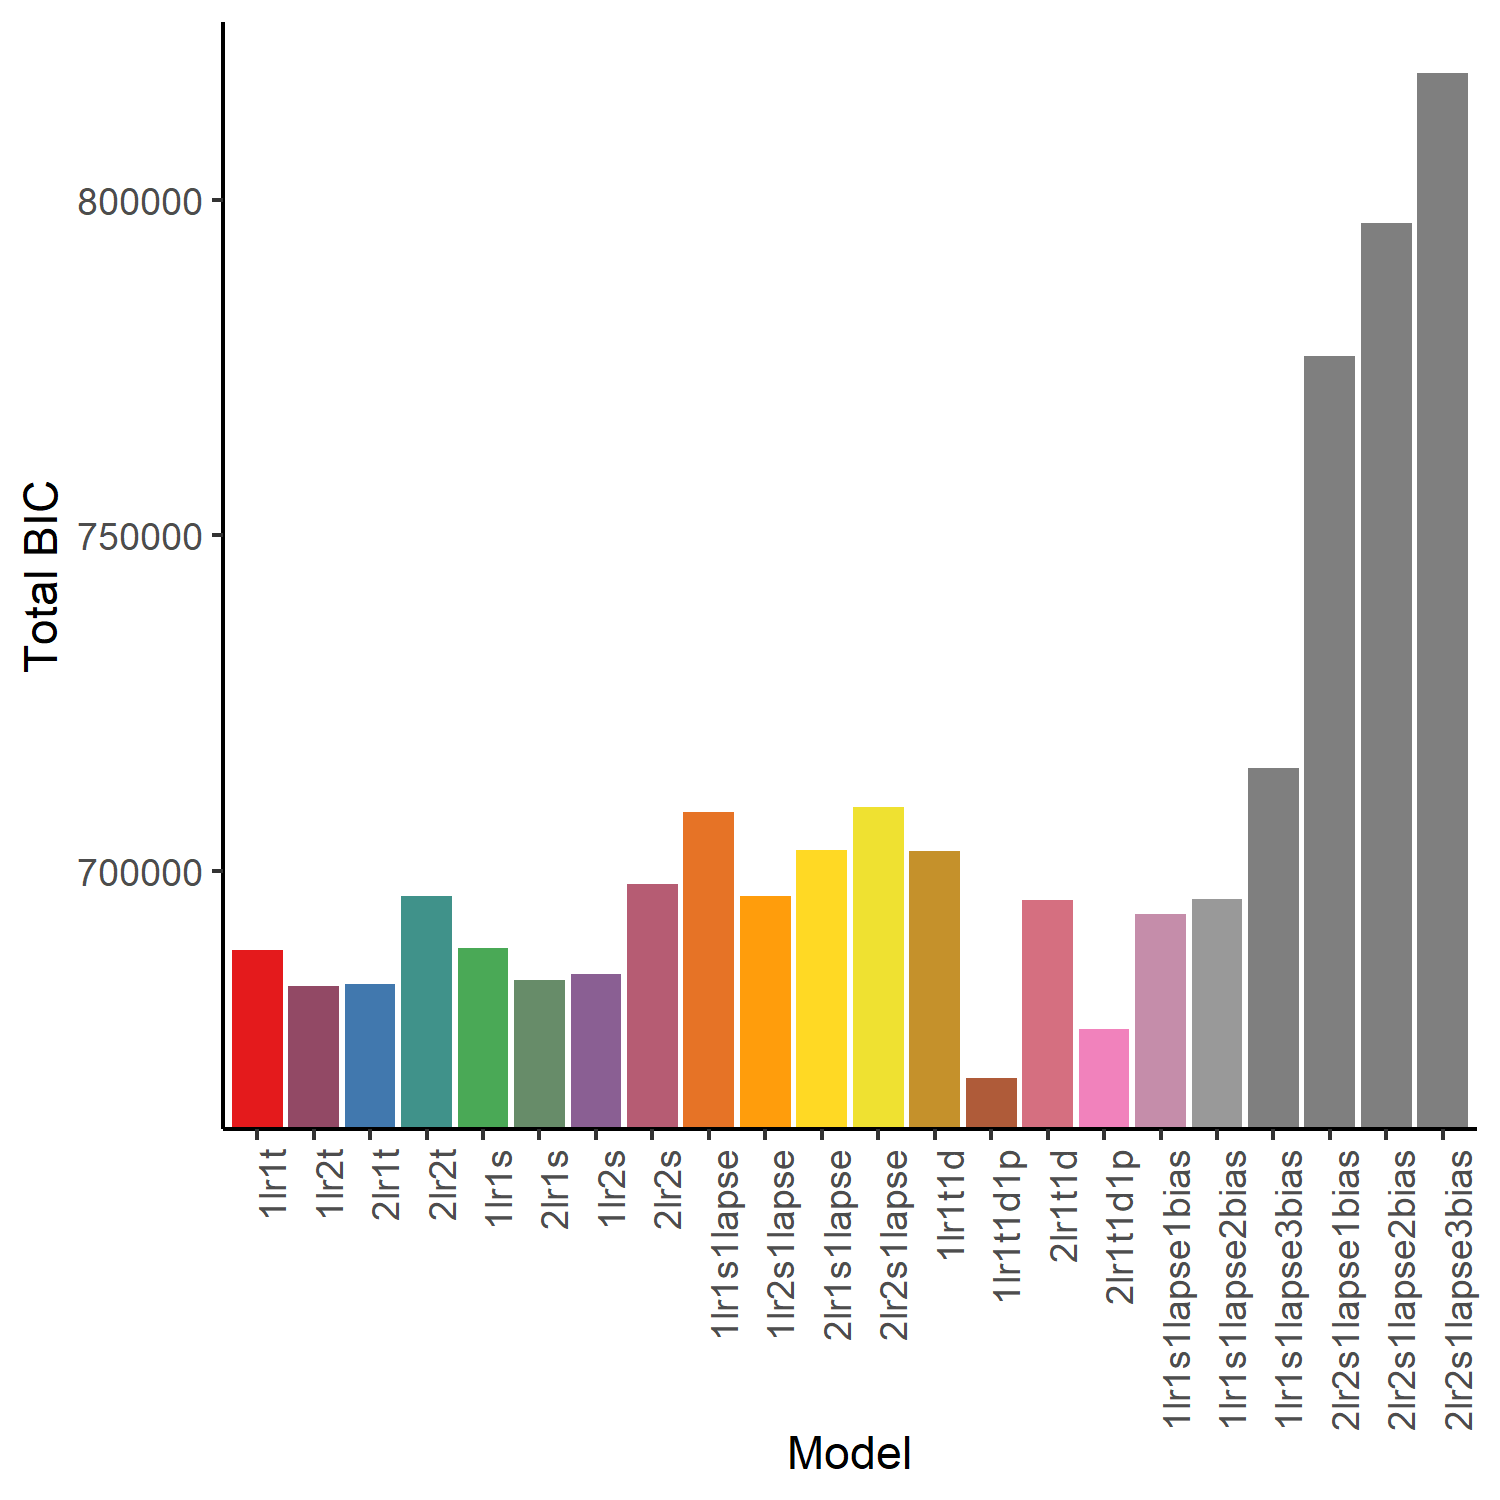 800000
750000
700000
Total BIC
1lr1t
1lr2t
2lr1t
2lr2t
1lr1s
2lr1s
1lr2s
2lr2s
1lr1s1lapse
1lr2s1lapse
2lr1s1lapse
2lr2s1lapse
1lr1t1d
1lr1t1d1p
2lr1t1d
2lr1t1d1p
1lr1s1lapse1bias
1lr1s1lapse2bias
1lr1s1lapse3bias
2lr2s1lapse1bias
2lr2s1lapse2bias
2lr2s1lapse3bias
Model